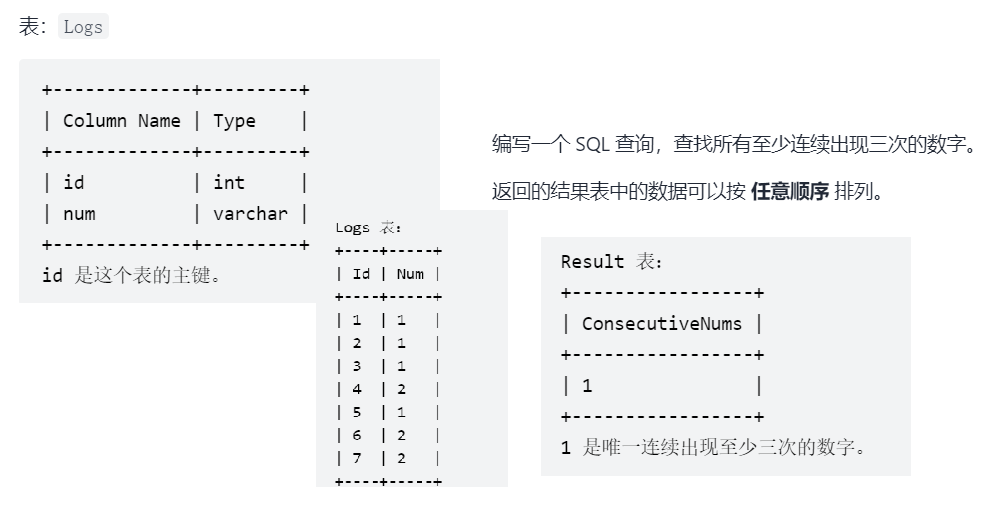 表： Logs
+-------------+---------+
| Column Name | Type    |
+-------------+---------+
| id          | int     |
| num         | varchar |
+-------------+---------+
id 是这个表的主键。
编写一个 SQL 查询，查找所有至少连续出现三次的数字。
返回的结果表中的数据可以按 任意顺序 排列。
Logs 表：
+----+-----+
| Id | Num |
+----+-----+
| 1  | 1   |
| 2  | 1   |
| 3  | 1   |
| 4  | 2   |
| 5  | 1   |
| 6  | 2   |
| 7  | 2   |
+----+-----+
Result 表：
+-----------------+
| ConsecutiveNums |
+-----------------+
| 1               |
+-----------------+
1 是唯一连续出现至少三次的数字。